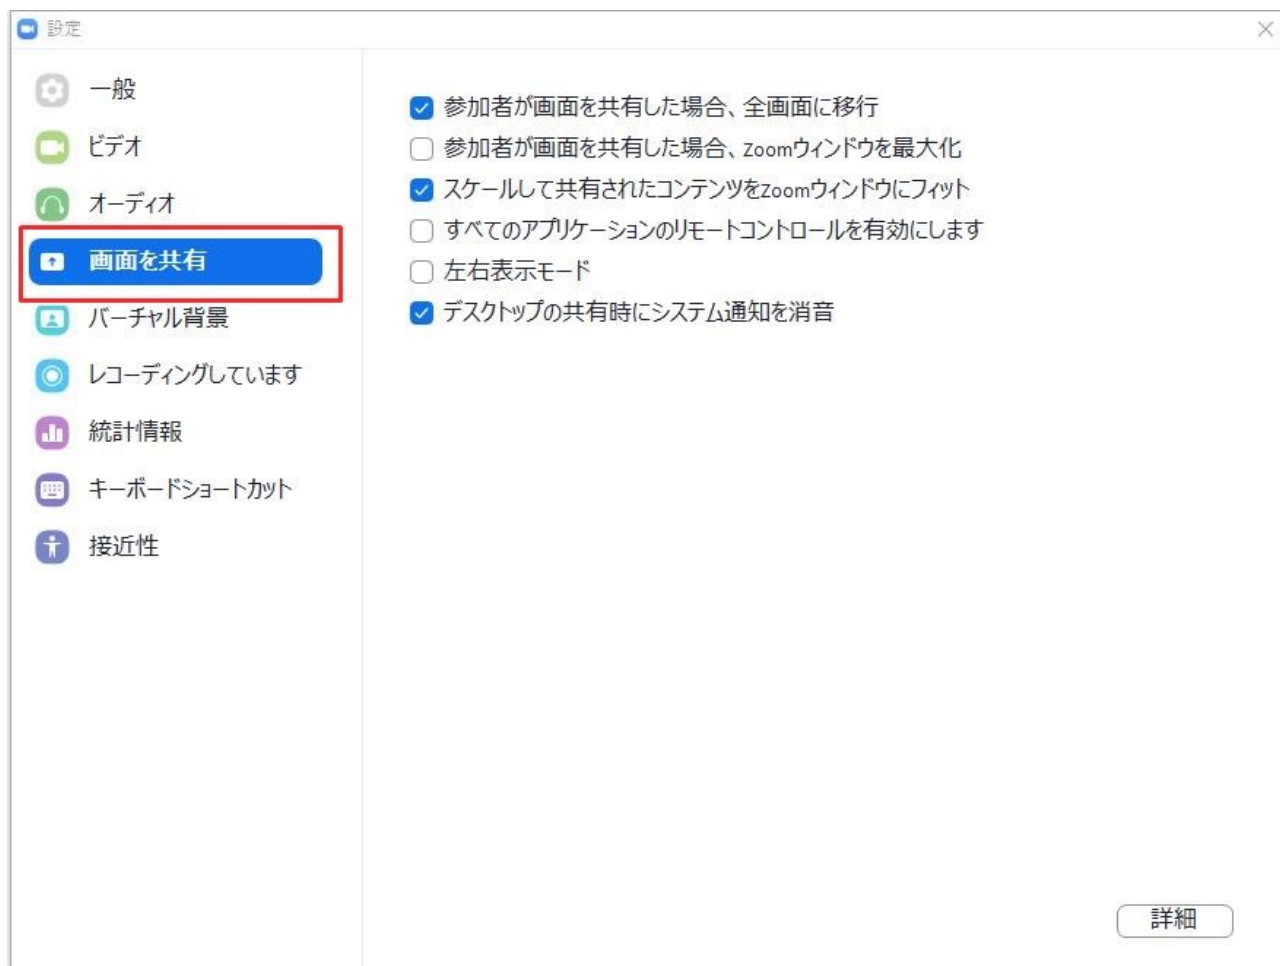 設定
一般
ビデオ
オーディオ
画面を共有
バーチャル背景
レコーディングしています
統計情報
キーボードショートカット
接近性
参加者が画面を共有した場合、全画面に移行
参加者が画面を共有した場合、Zoomウィンドウを最大化
スケールして共有されたコンテンツをZoomウィンドウにフィット
すべてのアプリケーションのリモートコントロールを有効にします
左右表示モード
デスクトップの共有時にシステム通知を消音
詳細